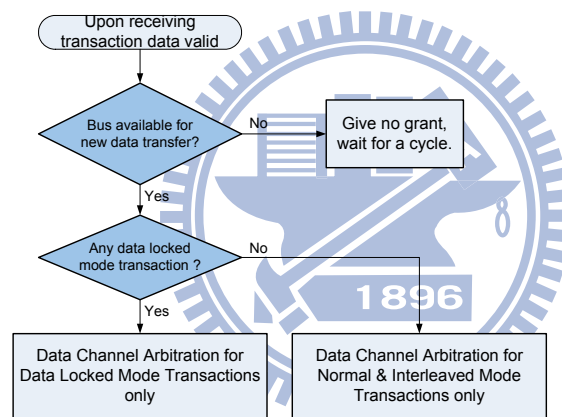 Upon receiving
transaction data valid
Bus available for
new data transfer?
No
Give no grant,
wait for a cycle.
Yes
Any data locked
mode transaction ?
No
Yes
1896
Data Channel Arbitration for
Data Locked Mode Transactions
only
Data Channel Arbitration for
Normal & Interleaved Mode
Transactions only